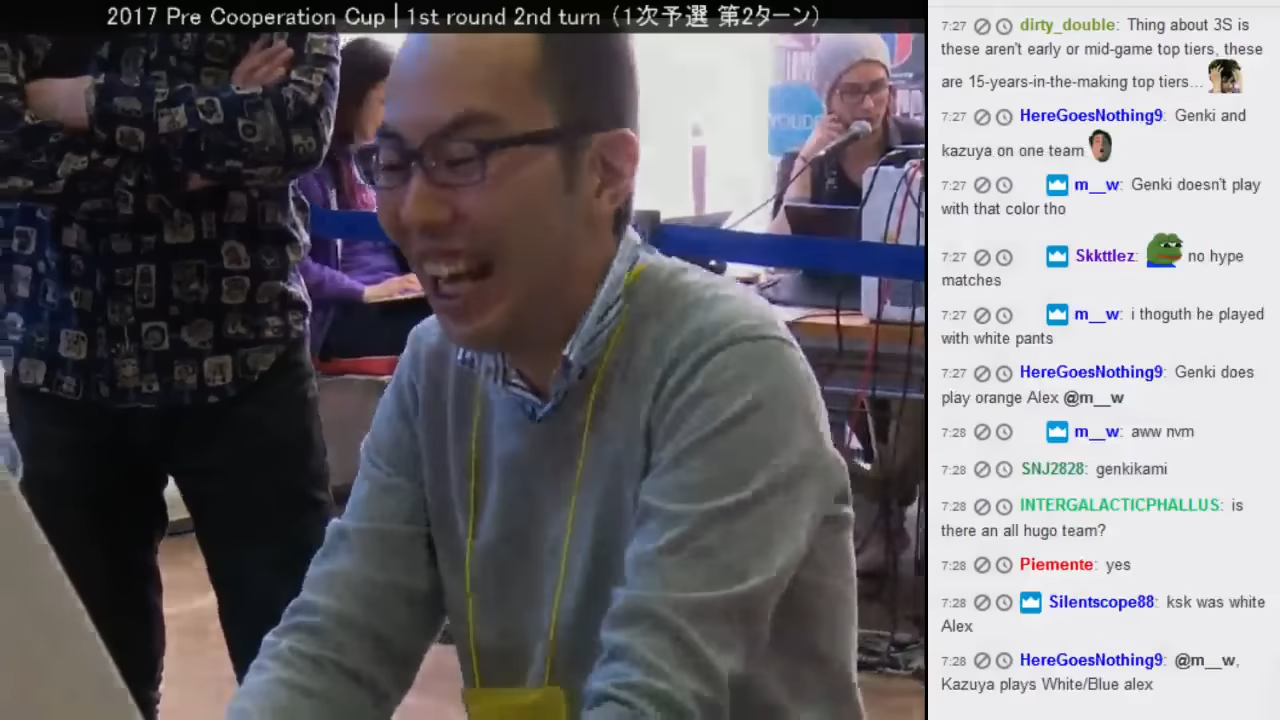 2017 Pre Cooperation Cup | 1st round 2nd turn (1次予選 第2ターン)
YOUDE
7:27 dirty_double: Thing about 3S is
these aren't early or mid-game top tiers, these
are 15-years-in-the-making top tiers...
7:27 HereGoesNothing9: Genki and
kazuya on one team
7:27 m__w: Genki doesn't play
with that color tho
7:27 Skkttlez: no hype
matches
7:27 m__w: i thoguth he played
with white pants
7:27 HereGoesNothing9: Genki does
play orange Alex @m__w
7:28 m__w: aww nvm
7:28 SNJ2828: genkikami
7:28 INTERGALACTICPHALLUS: is
there an all hugo team?
7:28 Piemente: yes
7:28 Silentscope88: ksk was white
Alex
7:28 HereGoesNothing9: @m__w,
Kazuya plays White/Blue alex